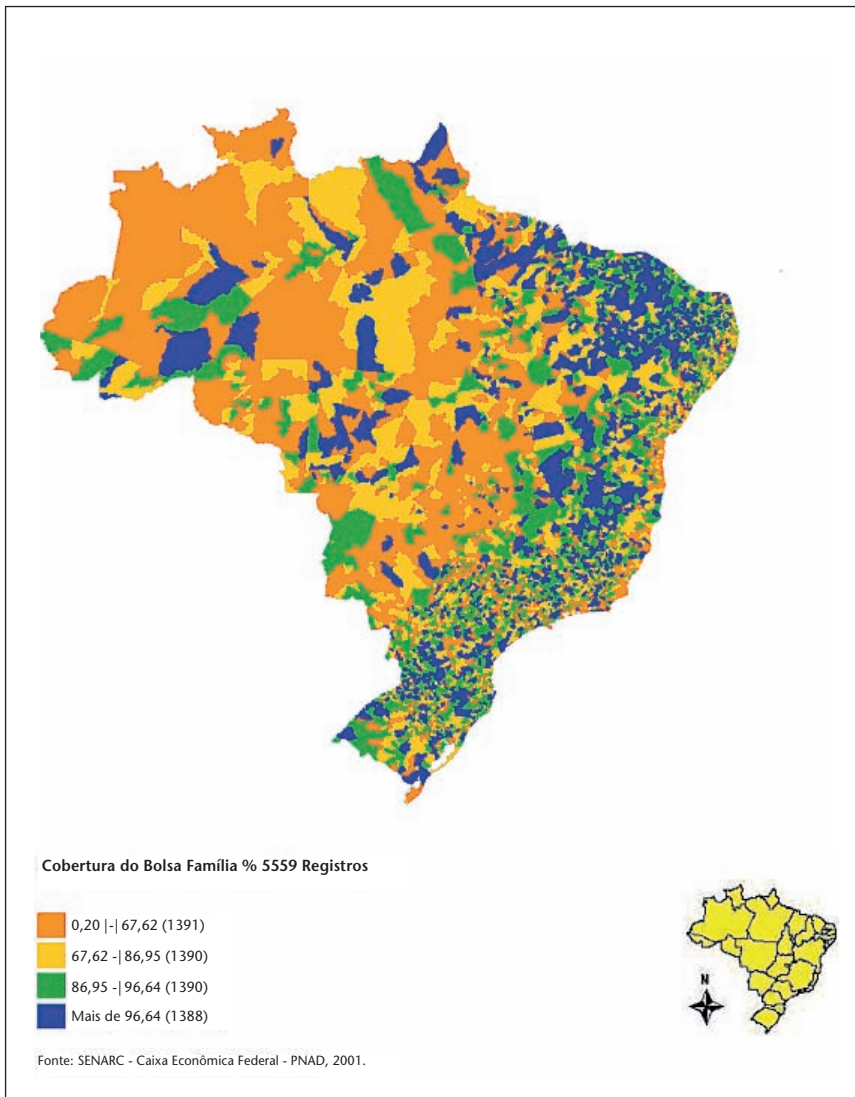 Cobertura do Bolsa Família % 5559 Registros
0,20 |-| 67,62 (1391)
67,62 -| 86,95 (1390)
86,95 -| 96,64 (1390)
Mais de 96,64 (1388)
N
Fonte: SENARC - Caixa Econômica Federal - PNAD, 2001.